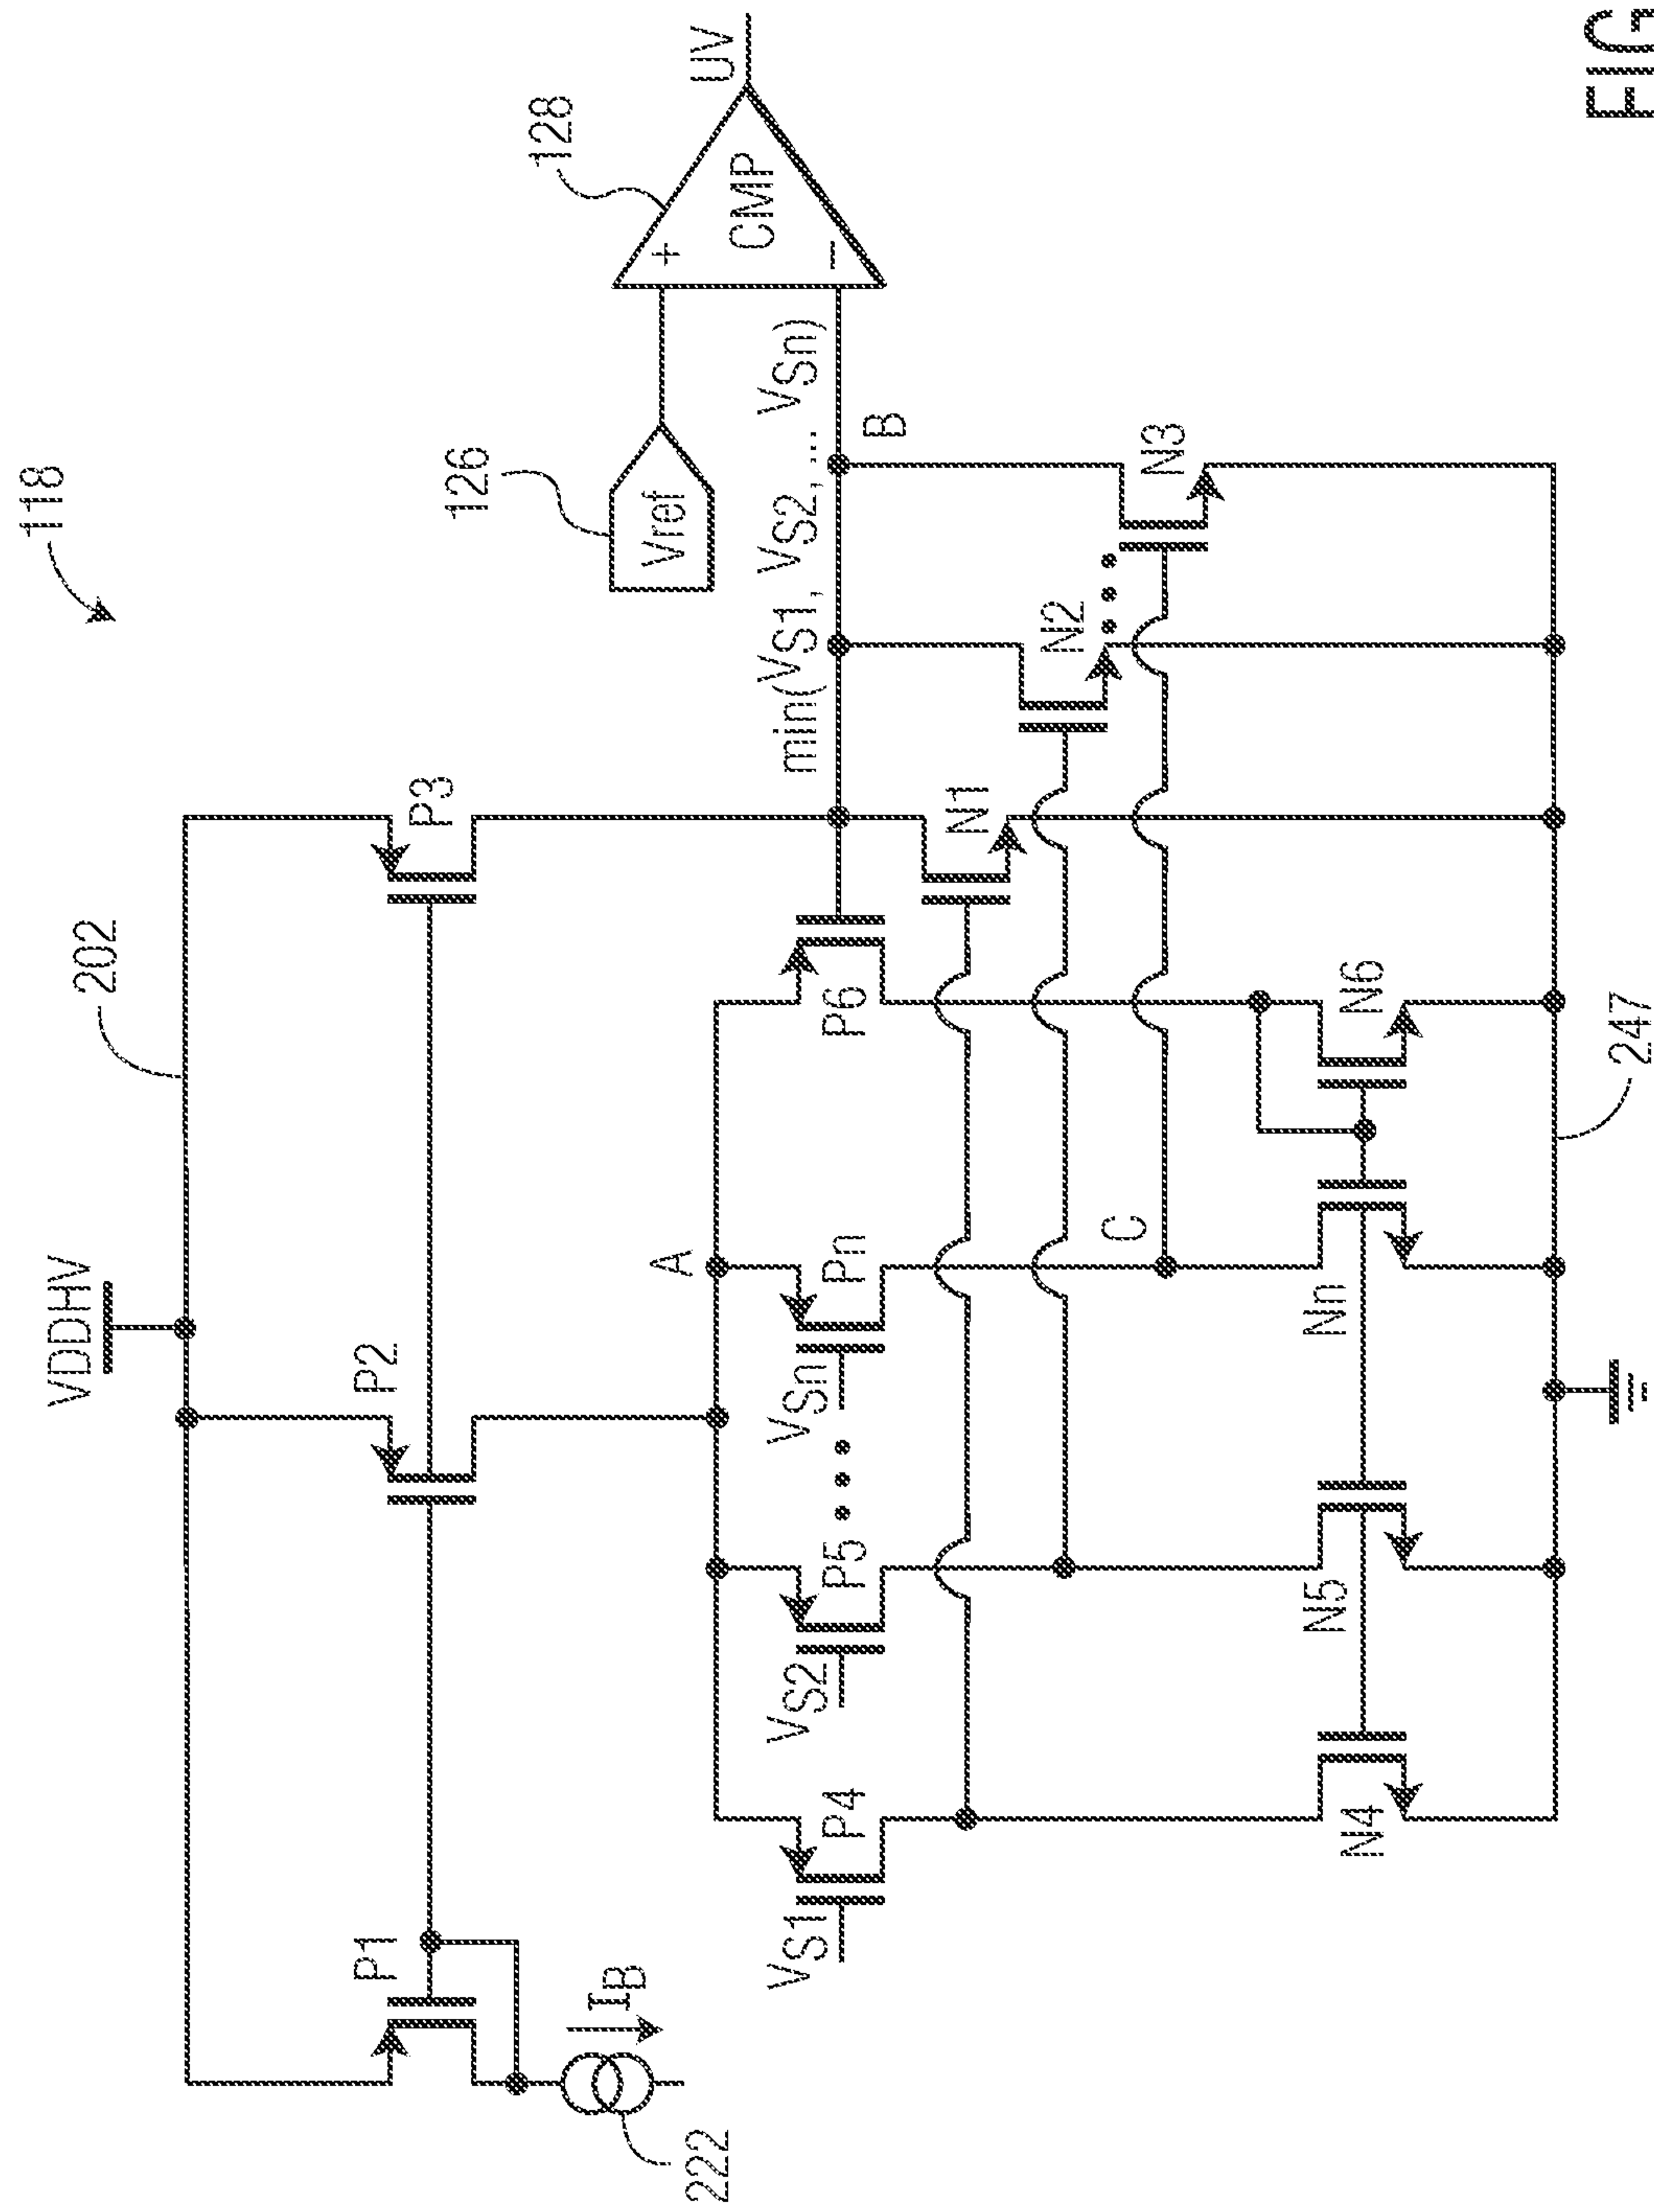 118
202
VDDHV
P1
P2
P3
222
IB
126
Vref
128
+
CMP
−
UV
min(VS1, VS2, ... VSn)
A
B
VS1
P4
VS2
P5
VSn
Pn
P6
N1
N2
N3
C
N4
N5
Nn
N6
247
FIG